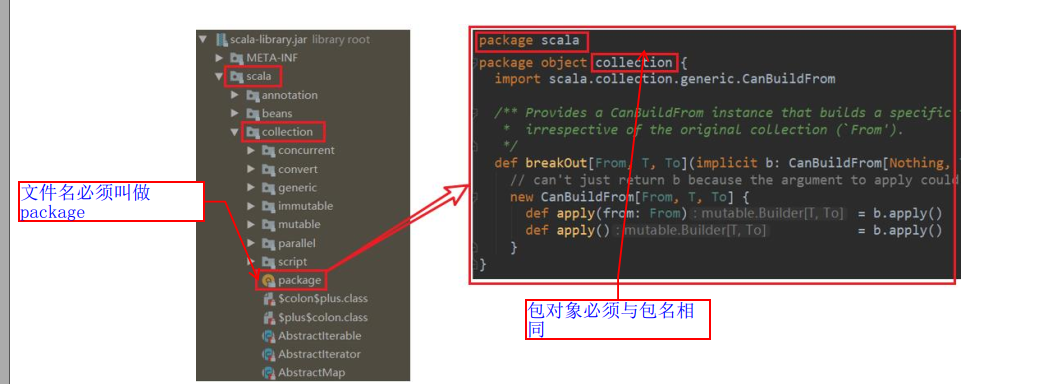 scala-library.jar library root
META-INF
scala
annotation
beans
collection
concurrent
convert
generic
immutable
mutable
parallel
script
package
$colon$plus.class
$plus$colon.class
AbstractIterable
AbstractIterator
AbstractMap
文件名必须叫做
package
package scala
package object collection {
import scala.collection.generic.CanBuildFrom
/** Provides a CanBuildFrom instance that builds a specific
* irrespective of the original collection (`From').
*/
def breakOut[From, T, To](implicit b: CanBuildFrom[Nothing,
// can't just return b because the argument to apply could
new CanBuildFrom[From, T, To] {
def apply(from: From) : mutable.Builder[T, To] = b.apply()
def apply() : mutable.Builder[T, To] = b.apply()
}
}
包对象必须与包名相
同